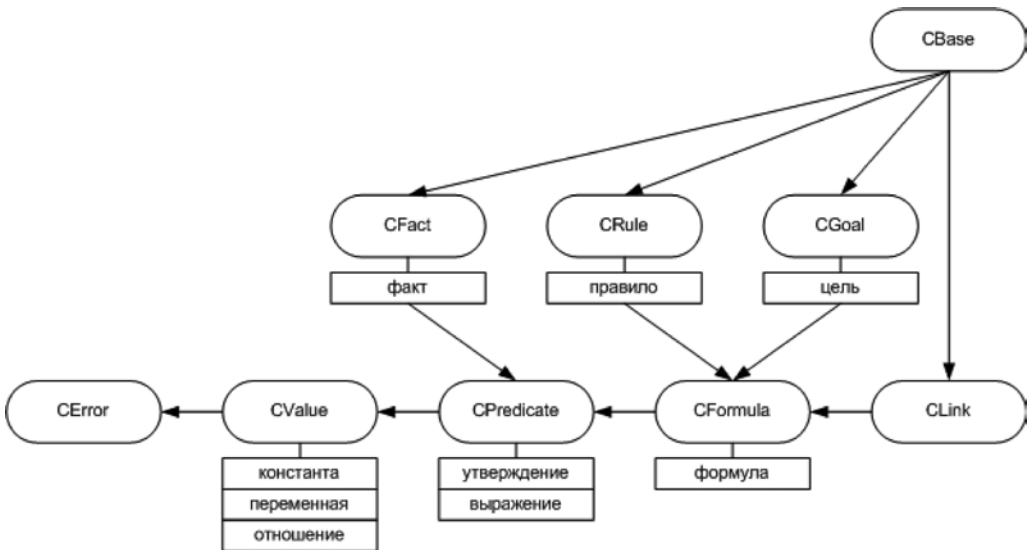 CBase
CFact
CRule
CGoal
факт
правило
цель
CError
CValue
CPredicate
CFormula
CLink
константа
утверждение
формула
переменная
выражение
отношение